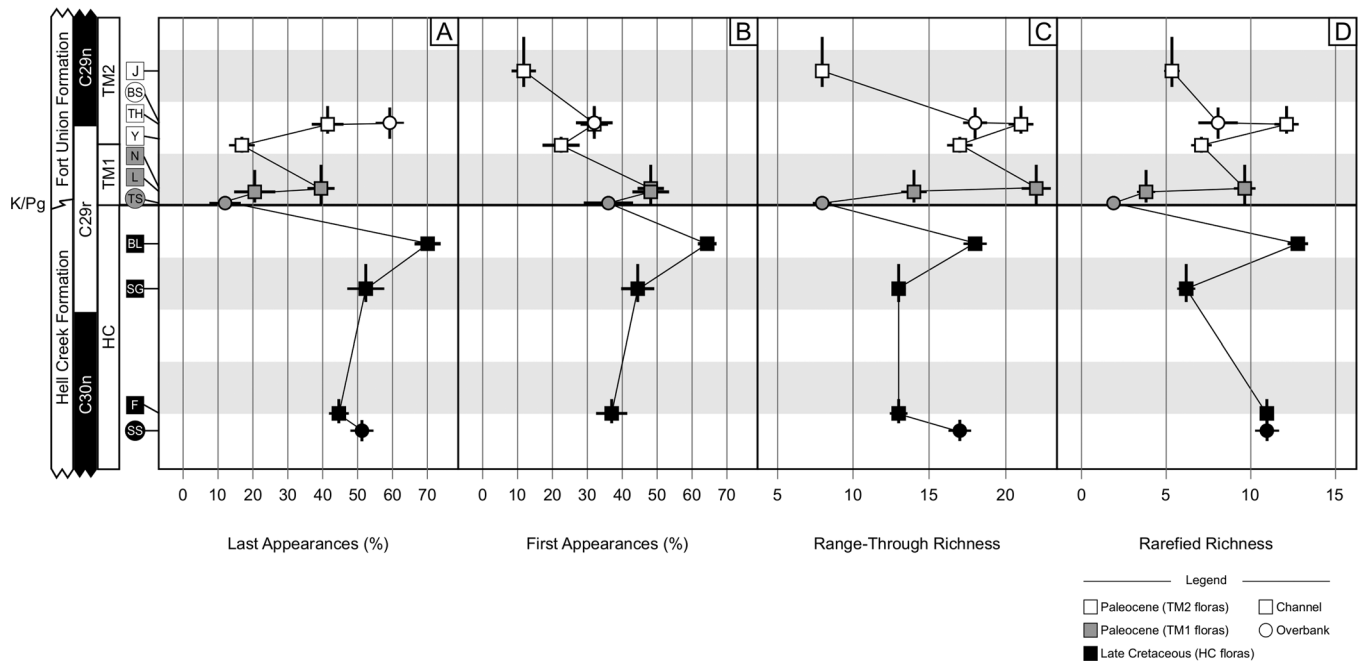 Fort Union Formation
Hell Creek Formation
K/Pg
C29n
C29r
C30n
TM2
TM1
HC
J
BS
TH
Y
N
L
TS
BL
SG
F
SS
A
B
C
D
0 10 20 30 40 50 60 70
0 10 20 30 40 50 60 70
5 10 15 20
0 5 10 15
Last Appearances (%)
First Appearances (%)
Range-Through Richness
Rarefied Richness
Legend
Paleocene (TM2 floras)
Channel
Paleocene (TM1 floras)
Overbank
Late Cretaceous (HC floras)